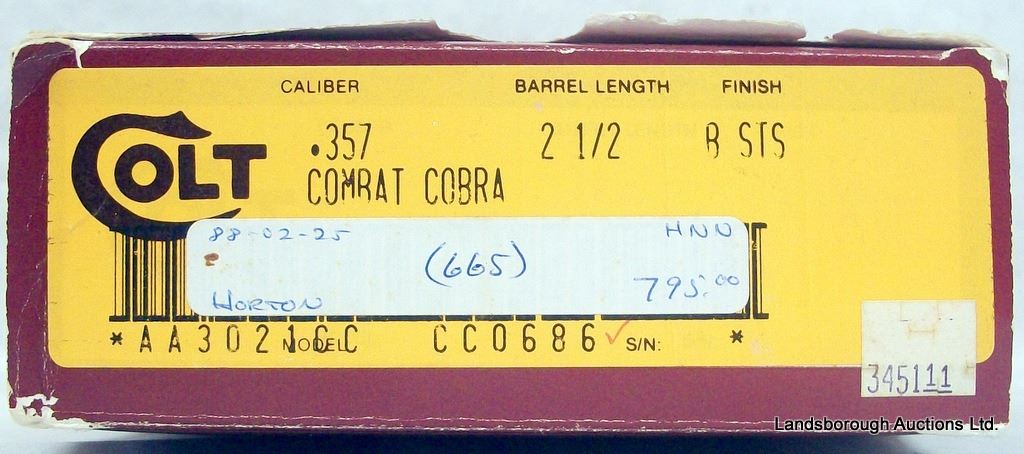 CALIBER BARREL LENGTH FINISH
COLT
.357 2 1/2 B STS
COMBAT COBRA
88-02-25 HNN
(665)
HORTON 795.00
*AA3021CC CC0686 *
MODEL S/N:
345111
Landsborough Auctions Ltd.